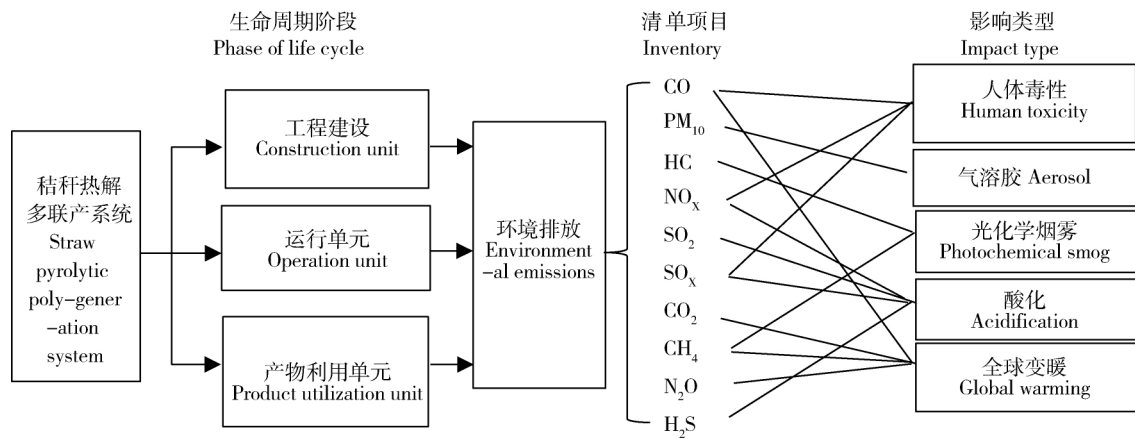 生命周期阶段
Phase of life cycle
清单项目
Inventory
影响类型
Impact type
秸秆热解
多联产系统
Straw
pyrolytic
poly-gener
-ation
system
工程建设
Construction unit
运行单元
Operation unit
产物利用单元
Product utilization unit
环境排放
Environment
-al emissions
CO
PM₁₀
HC
NOₓ
SO₂
SOₓ
CO₂
CH₄
N₂O
H₂S
人体毒性
Human toxicity
气溶胶 Aerosol
光化学烟雾
Photochemical smog
酸化
Acidification
全球变暖
Global warming